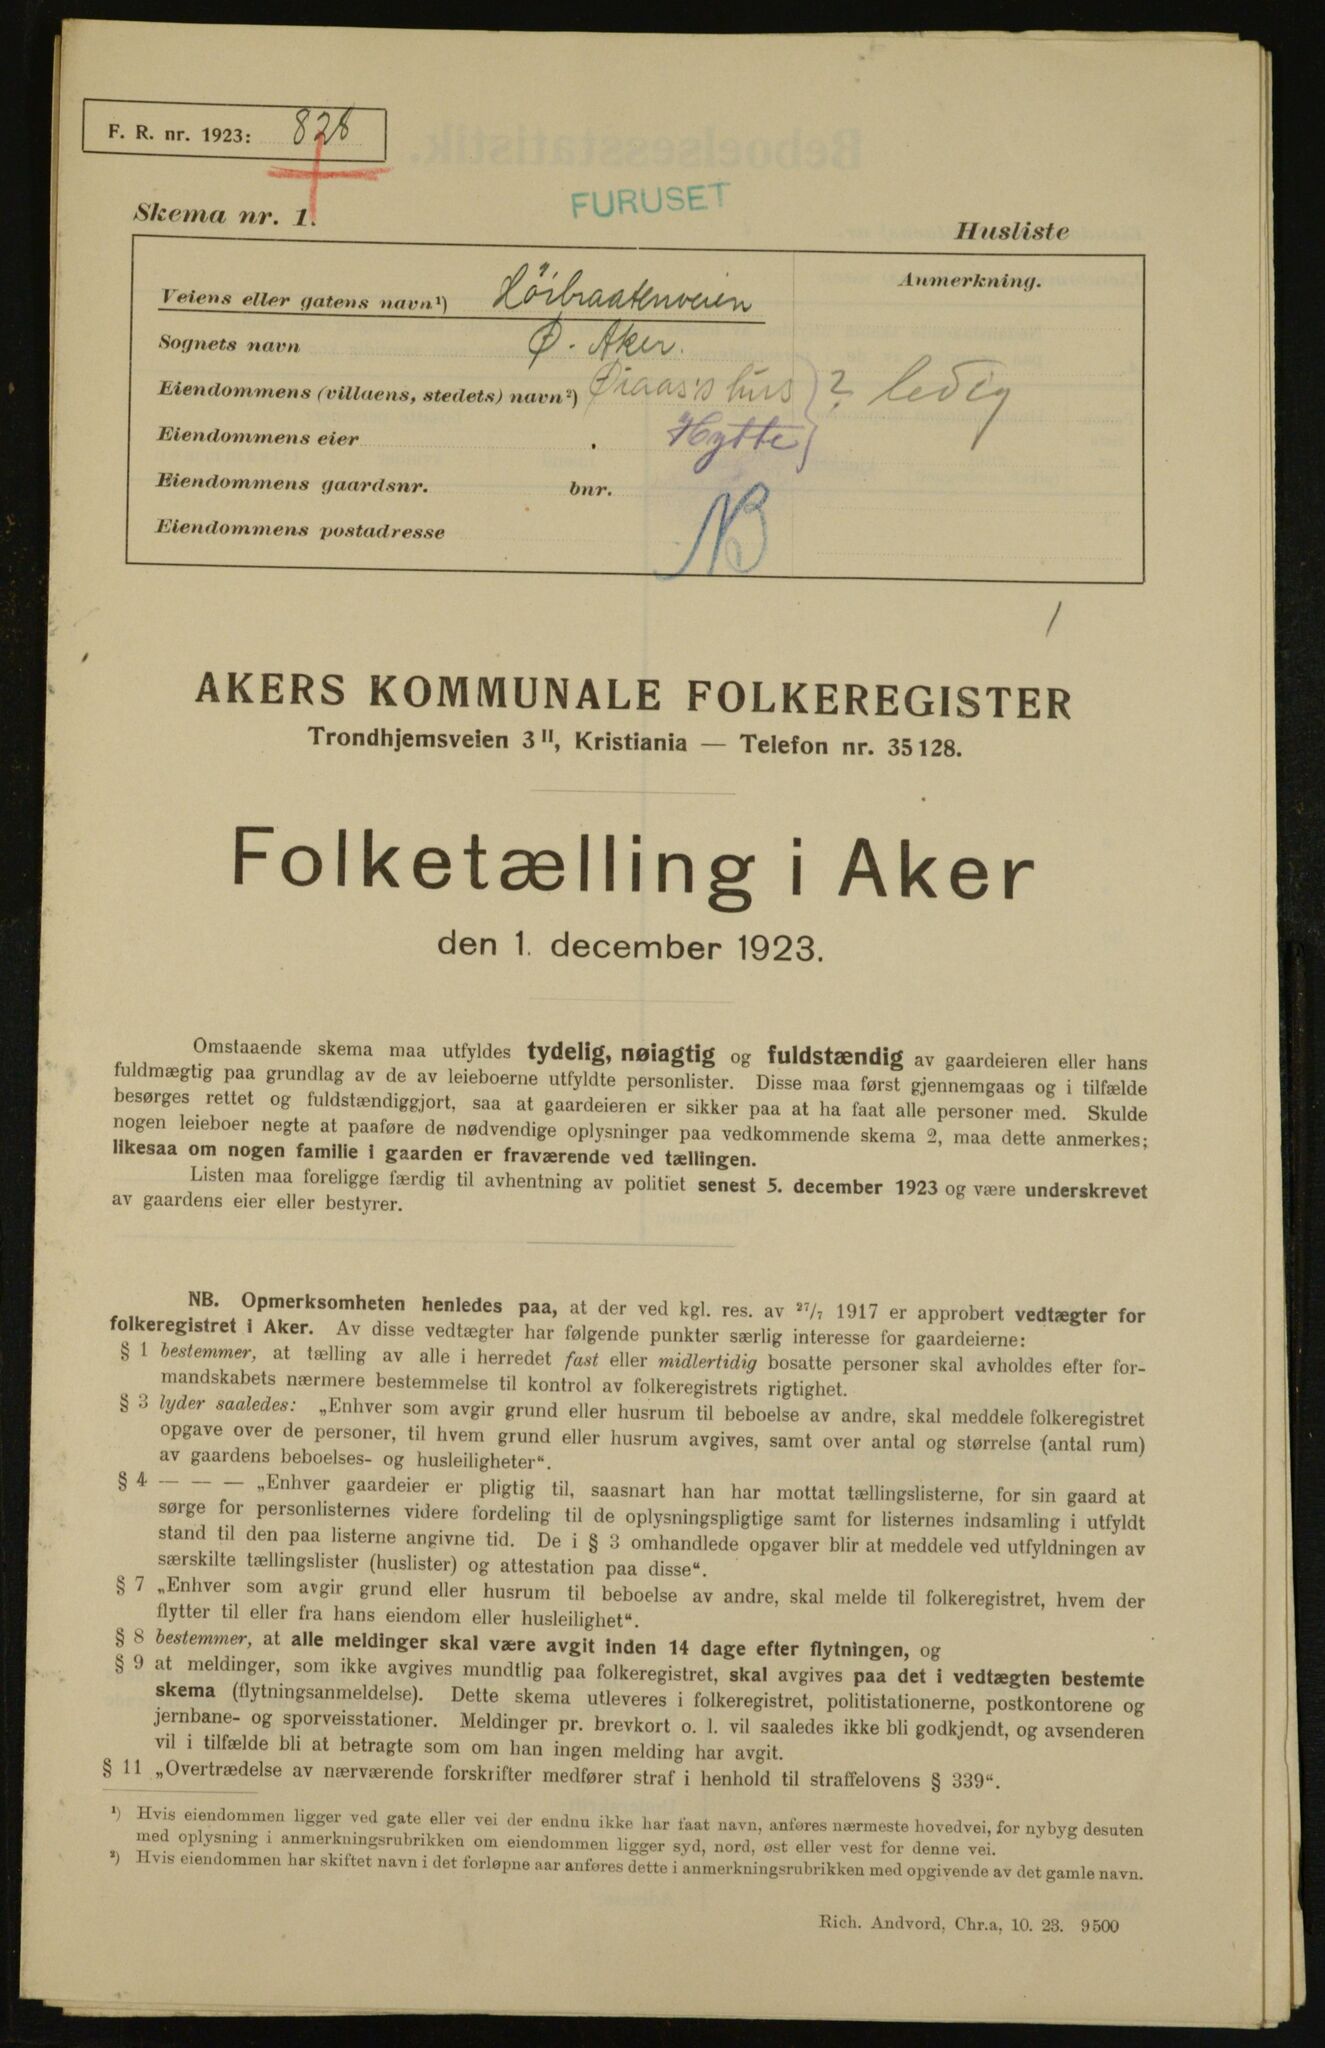 F. R. nr. 1923: 828
FURUSET
Skema nr. 1.
Husliste
Veiens eller gatens navn¹) Höibraatenveien
Anmerkning.
Sognets navn Ø. Aker.
Eiendommens (villaens, stedets) navn²) hus ? ledig
Eiendommens eier Hytte
Eiendommens gaardsnr. bnr.
NB
Eiendommens postadresse
1
AKERS KOMMUNALE FOLKEREGISTER
Trondhjemsveien 3 II, Kristiania — Telefon nr. 35128.
Folketælling i Aker
den 1. december 1923.
Omstaaende skema maa utfyldes tydelig, nøiagtig og fuldstændig av gaardeieren eller hans
fuldmægtig paa grundlag av de av leieboerne utfyldte personlister. Disse maa først gjennemgaas og i tilfælde
besørges rettet og fuldstændiggjort, saa at gaardeieren er sikker paa at ha faat alle personer med. Skulde
nogen leieboer negte at paaføre de nødvendige oplysninger paa vedkommende skema 2, maa dette anmerkes;
likesaa om nogen familie i gaarden er fraværende ved tællingen.
Listen maa foreligge færdig til avhentning av politiet senest 5. december 1923 og være underskrevet
av gaardens eier eller bestyrer.
NB. Opmerksomheten henledes paa, at der ved kgl. res. av 27/7 1917 er approbert vedtægter for
folkeregistret i Aker. Av disse vedtægter har følgende punkter særlig interesse for gaardeierne:
§ 1 bestemmer, at tælling av alle i herredet fast eller midlertidig bosatte personer skal avholdes efter for-
mandskabets nærmere bestemmelse til kontrol av folkeregistrets rigtighet.
§ 3 lyder saaledes: „Enhver som avgir grund eller husrum til beboelse av andre, skal meddele folkeregistret
opgave over de personer, til hvem grund eller husrum avgives, samt over antal og størrelse (antal rum)
av gaardens beboelses- og husleiligheter“.
§ 4 — — — „Enhver gaardeier er pligtig til, saasnart han har mottat tællingslisterne, for sin gaard at
sørge for personlisternes videre fordeling til de oplysningspligtige samt for listernes indsamling i utfyldt
stand til den paa listerne angivne tid. De i § 3 omhandlede opgaver blir at meddele ved utfyldningen av
særskilte tællingslister (huslister) og attestation paa disse“.
§ 7 „Enhver som avgir grund eller husrum til beboelse av andre, skal melde til folkeregistret, hvem der
flytter til eller fra hans eiendom eller husleilighet“.
§ 8 bestemmer, at alle meldinger skal være avgit inden 14 dage efter flytningen, og
§ 9 at meldinger, som ikke avgives mundtlig paa folkeregistret, skal avgives paa det i vedtægten bestemte
skema (flytningsanmeldelse). Dette skema utleveres i folkeregistret, politistationerne, postkontorene og
jernbane- og sporveisstationer. Meldinger pr. brevkort o. l. vil saaledes ikke bli godkjendt, og avsenderen
vil i tilfælde bli at betragte som om han ingen melding har avgit.
§ 11 „Overtrædelse av nærværende forskrifter medfører straf i henhold til straffelovens § 339“.
¹) Hvis eiendommen ligger ved gate eller vei der endnu ikke har faat navn, anføres nærmeste hovedvei, for nybyg desuten
med oplysning i anmerkningsrubrikken om eiendommen ligger syd, nord, øst eller vest for denne vei.
²) Hvis eiendommen har skiftet navn i det forløpne aar anføres dette i anmerkningsrubrikken med opgivende av det gamle navn.
Rich. Andvord, Chr.a, 10. 23. 9500